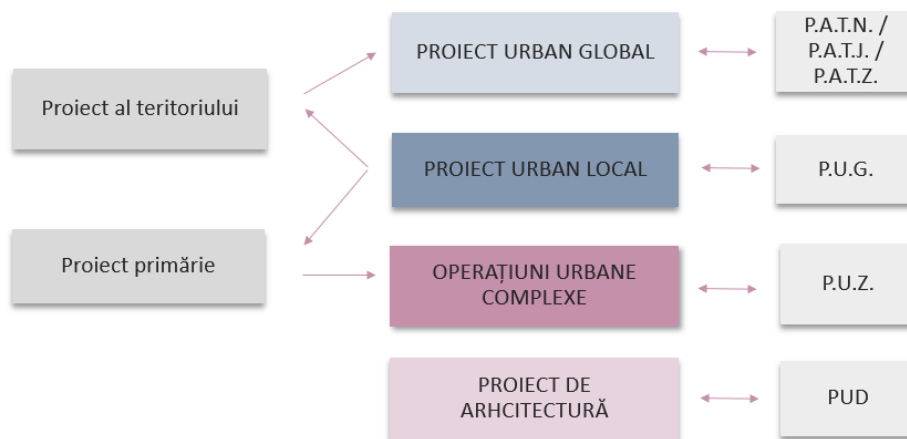 Proiect al teritoriului
Proiect primărie
PROIECT URBAN GLOBAL
P.A.T.N. /
P.A.T.J. /
P.A.T.Z.
PROIECT URBAN LOCAL
P.U.G.
OPERAȚIUNI URBANE
COMPLEXE
P.U.Z.
PROIECT DE
ARHCITECTURĂ
PUD